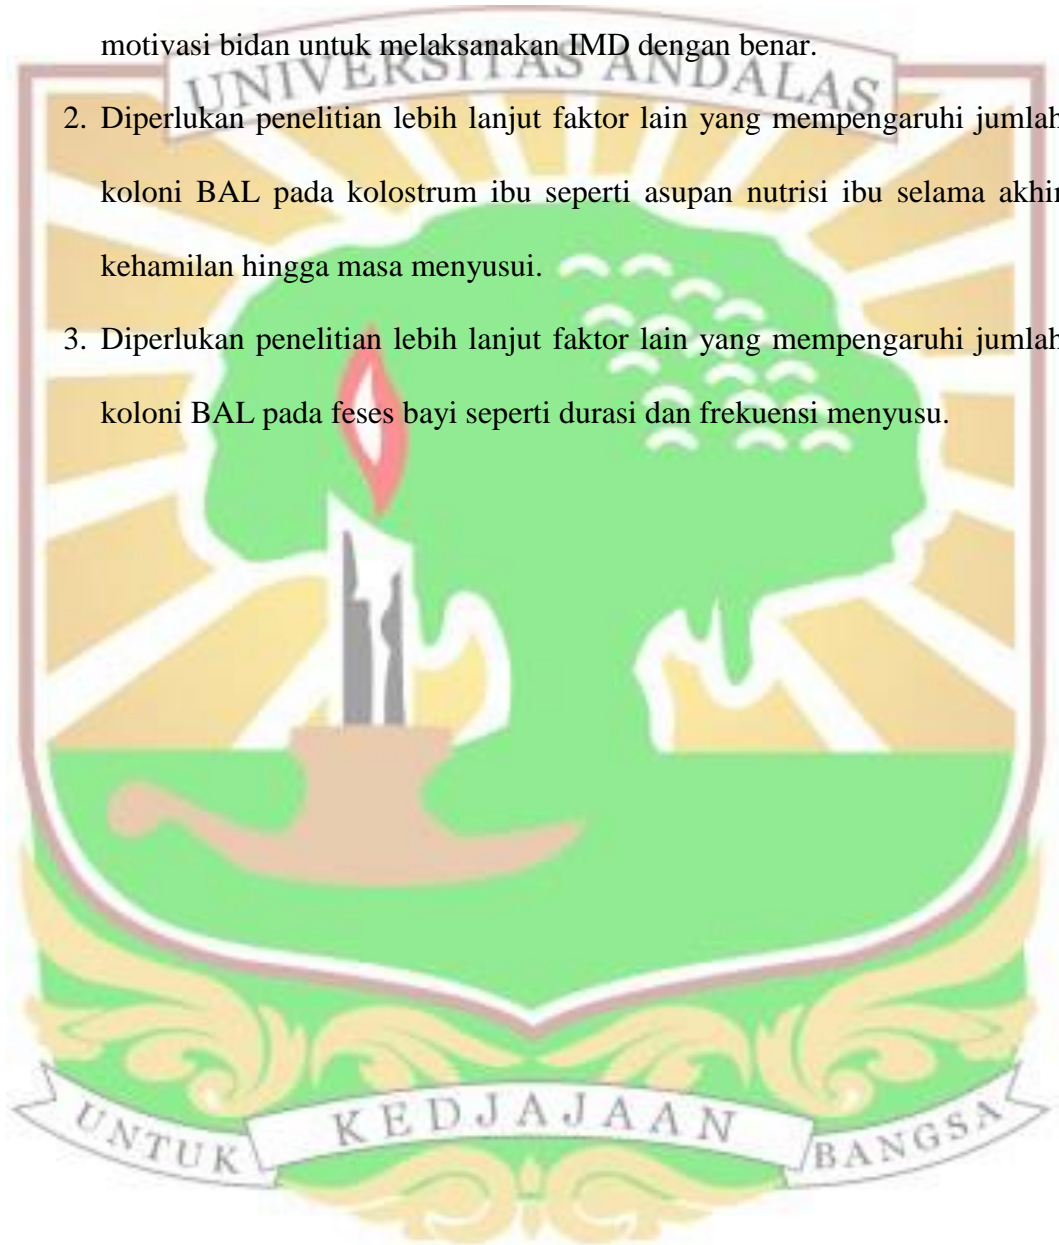 motivasi bidan untuk melaksanakan IMD dengan benar.
UNIVERSITAS ANDALAS
2. Diperlukan penelitian lebih lanjut faktor lain yang mempengaruhi jumlah
koloni BAL pada kolostrum ibu seperti asupan nutrisi ibu selama akhir
kehamilan hingga masa menyusui.
3. Diperlukan penelitian lebih lanjut faktor lain yang mempengaruhi jumlah
koloni BAL pada feses bayi seperti durasi dan frekuensi menyusu.
UNTUK KEDJAJAAN BANGSA